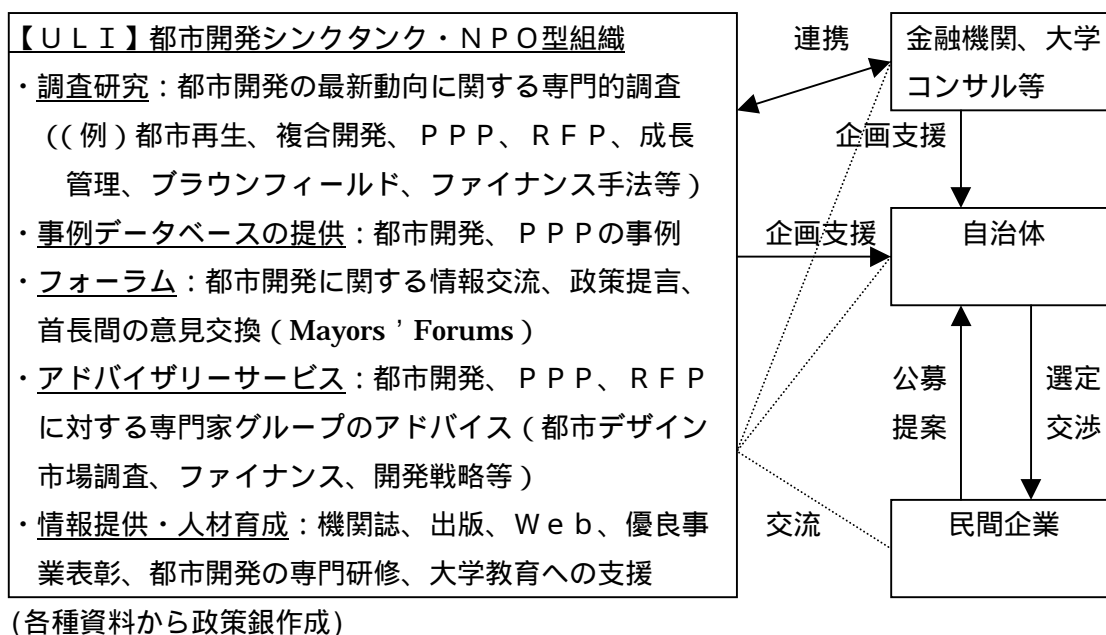 【ＵＬＩ】都市開発シンクタンク・ＮＰＯ型組織
・調査研究：都市開発の最新動向に関する専門的調査
（（例）都市再生、複合開発、ＰＰＰ、ＲＦＰ、成長
管理、ブラウンフィールド、ファイナンス手法等）
・事例データベースの提供：都市開発、ＰＰＰの事例
・フォーラム：都市開発に関する情報交流、政策提言、
首長間の意見交換（Mayors ’Forums）
・アドバイザリーサービス：都市開発、ＰＰＰ、ＲＦＰ
に対する専門家グループのアドバイス（都市デザイン
市場調査、ファイナンス、開発戦略等）
・情報提供・人材育成：機関誌、出版、Ｗｅｂ、優良事
業表彰、都市開発の専門研修、大学教育への支援
連携
金融機関、大学
コンサル等
企画支援
企画支援
自治体
公募
提案
選定
交渉
交流
民間企業
（各種資料から政策銀作成）